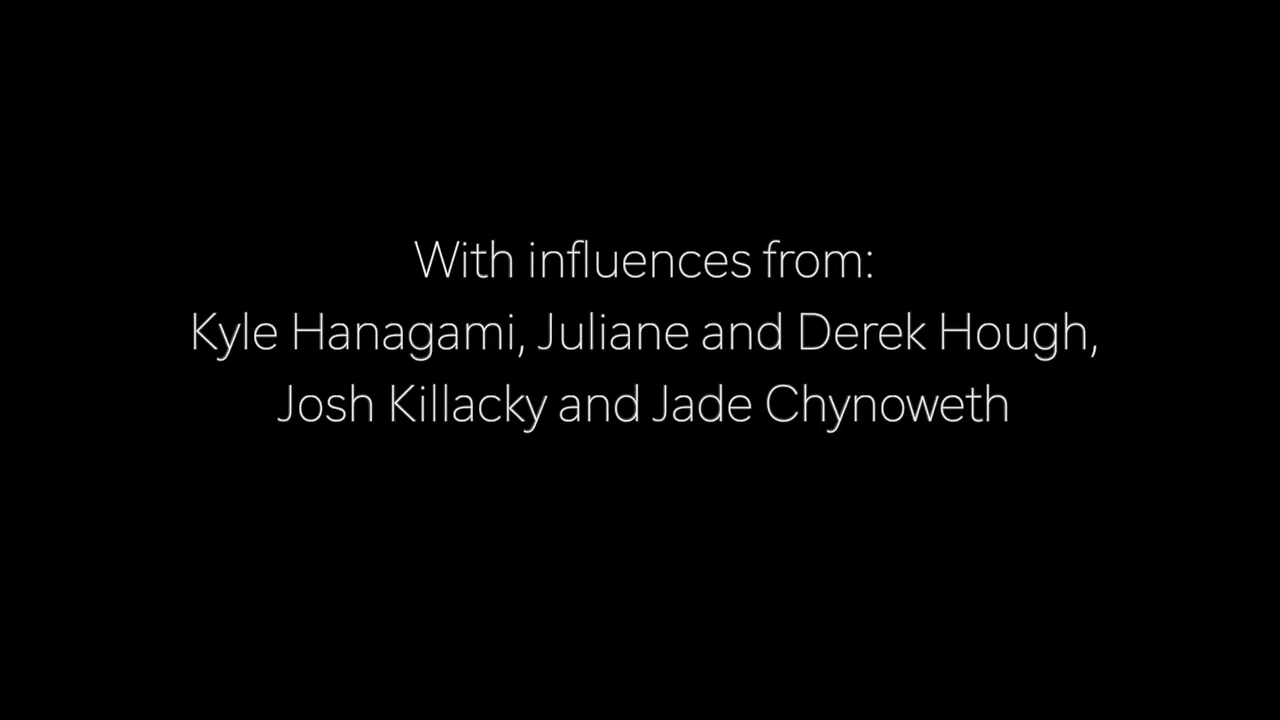 With influences from:
Kyle Hanagami, Juliane and Derek Hough,
Josh Killacky and Jade Chynoweth